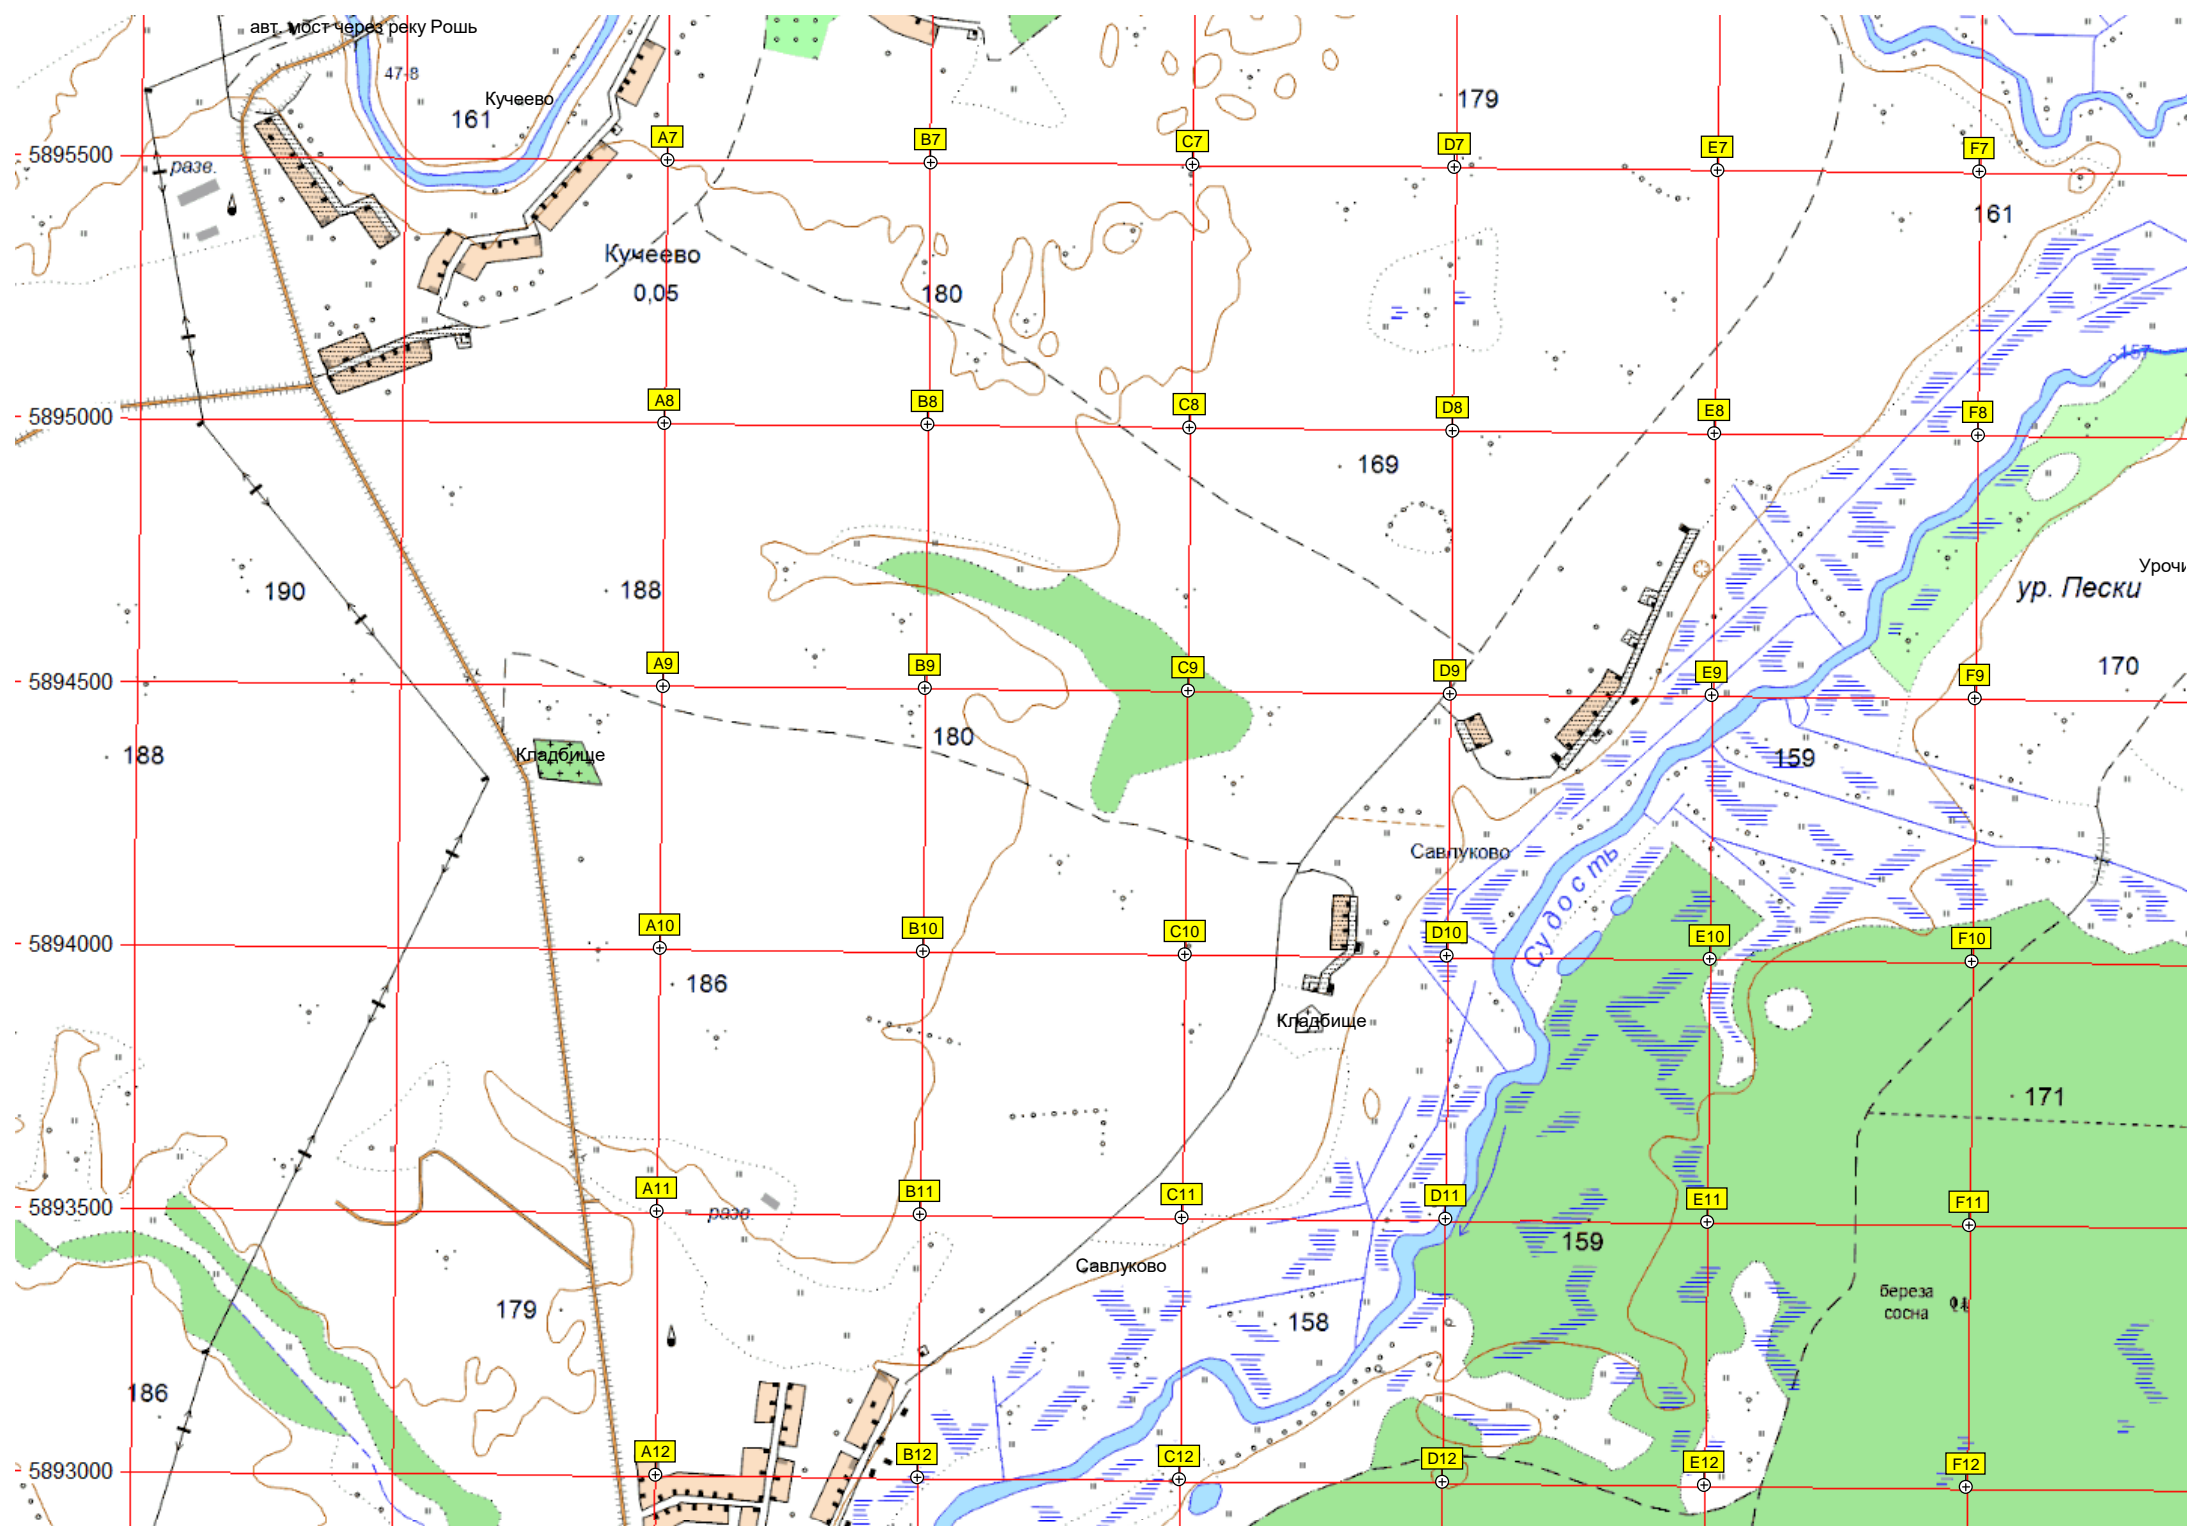 авт. мост через реку Рошь
47-8
Кучеево
161
179
A7
B7
C7
D7
E7
F7
5895500
разв.
161
Кучеево
0,05
180
157
A8
B8
C8
D8
E8
F8
5895000
169
190
188
Урочи
ур. Пески
170
A9
B9
C9
D9
E9
F9
5894500
188
Кладбище
180
159
Савлуково
Судость
A10
B10
C10
D10
E10
F10
5894000
186
Кладбище
171
A11
B11
C11
D11
E11
F11
5893500
разв.
159
Савлуково
179
158
береза
сосна
186
A12
B12
C12
D12
E12
F12
5893000